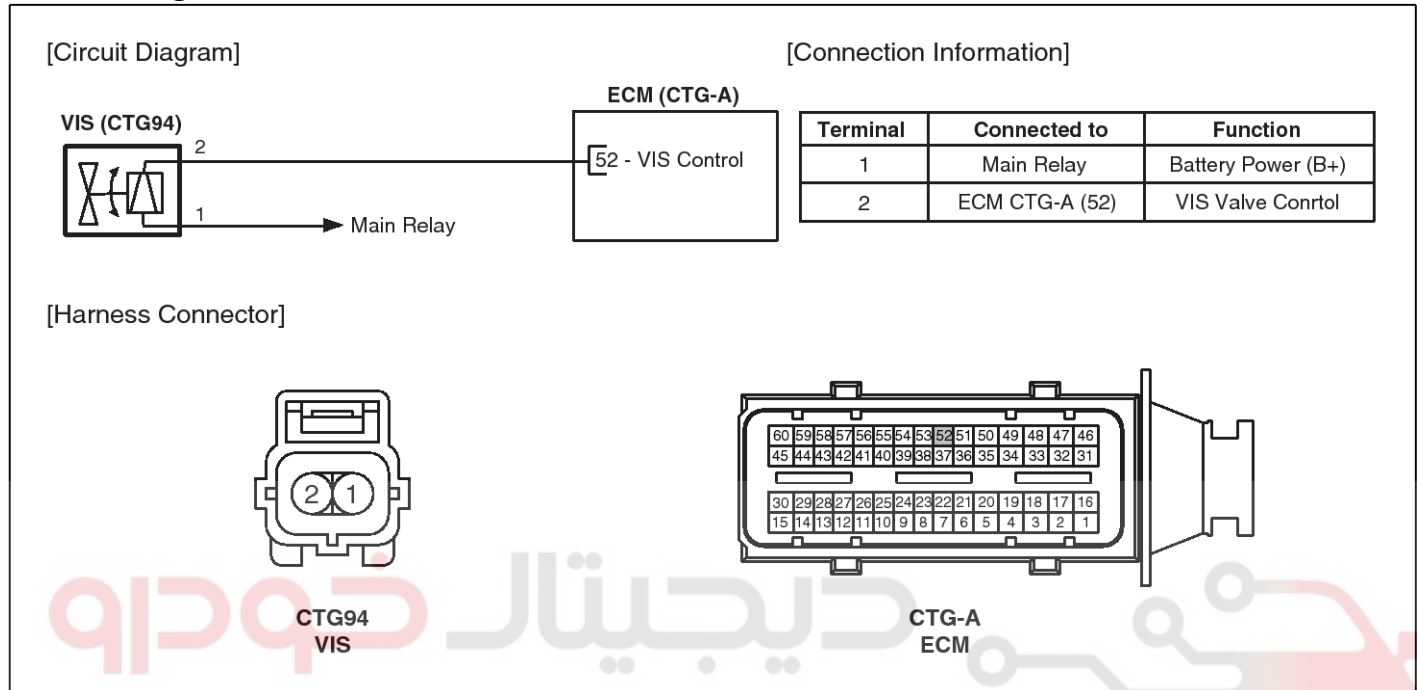 [Circuit Diagram]
[Connection Information]
ECM (CTG-A)
VIS (CTG94)
2
52 - VIS Control
1
Main Relay
Terminal Connected to Function
1 Main Relay Battery Power (B+)
2 ECM CTG-A (52) VIS Valve Conrtol
[Harness Connector]
60 59 58 57 56 55 54 53 52 51 50 49 48 47 46
45 44 43 42 41 40 39 38 37 36 35 34 33 32 31
2 1
30 29 28 27 26 25 24 23 22 21 20 19 18 17 16
15 14 13 12 11 10 9 8 7 6 5 4 3 2 1
CTG94
VIS
CTG-A
ECM
دیجیتال خودرو